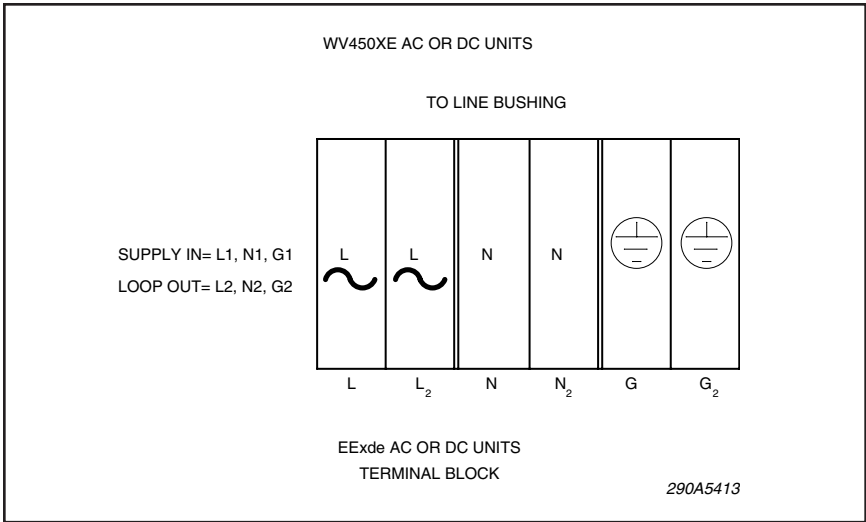 WV450XE AC OR DC UNITS
TO LINE BUSHING
SUPPLY IN= L1, N1, G1
LOOP OUT= L2, N2, G2
L L N N
L L2 N N2 G G2
EExde AC OR DC UNITS
TERMINAL BLOCK
290A5413